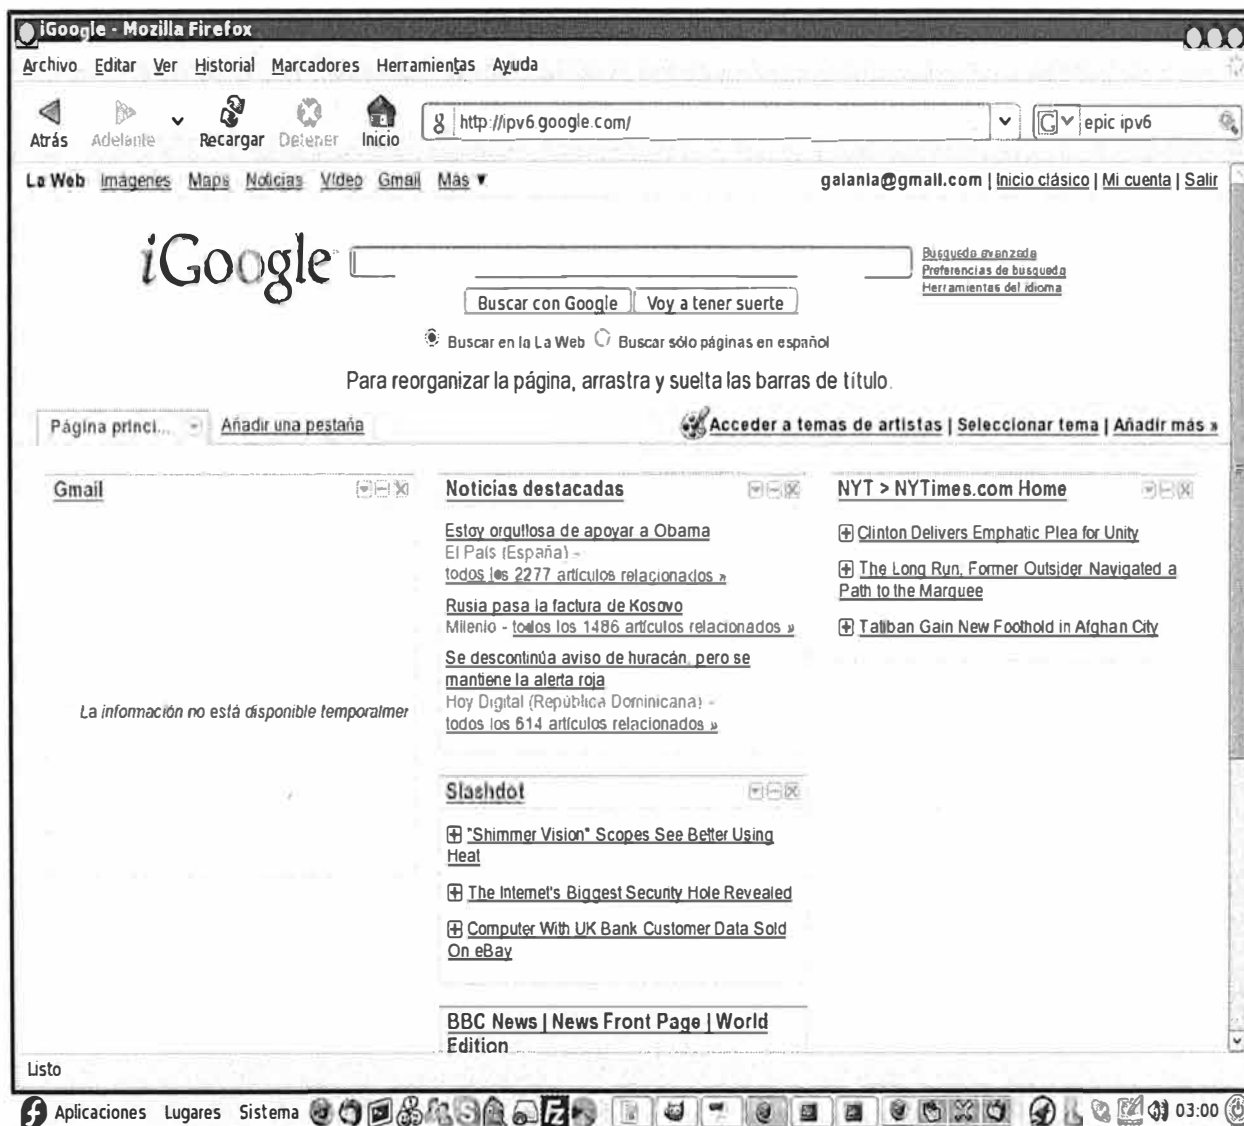 iGoogle - Mozilla Firefox
Archivo Editar Ver Historial Marcadores Herramientas Ayuda
Atrás Adelante Recargar Detener Inicio
http://ipv6.google.com/
epic ipv6
La Web Imágenes Maps Noticias Vídeo Gmail Más ▼
galanla@gmail.com | Inicio clásico | Mi cuenta | Salir
iGoogle
Búsqueda avanzada
Preferencias de búsqueda
Herramientas del idioma
Buscar con Google Voy a tener suerte
Buscar en la La Web Buscar sólo páginas en español
Para reorganizar la página, arrastra y suelta las barras de título.
Página princi... Añadir una pestaña
Acceder a temas de artistas | Seleccionar tema | Añadir más »
Gmail
La información no está disponible temporalmer
Noticias destacadas
Estoy orgullosa de apoyar a Obama
El País (España) -
todos los 2277 artículos relacionados »
Rusia pasa la factura de Kosovo
Milenio - todos los 1486 artículos relacionados »
Se descontinúa aviso de huracán, pero se
mantiene la alerta roja
Hoy Digital (República Dominicana) -
todos los 614 artículos relacionados »
Slashdot
"Shimmer Vision" Scopes See Better Using
Heat
The Internet's Biggest Security Hole Revealed
Computer With UK Bank Customer Data Sold
On eBay
BBC News | News Front Page | World
Edition
NYT > NYTimes.com Home
Clinton Delivers Emphatic Plea for Unity
The Long Run, Former Outsider Navigated a
Path to the Marquee
Taliban Gain New Foothold in Afghan City
Listo
Aplicaciones Lugares Sistema
03:00